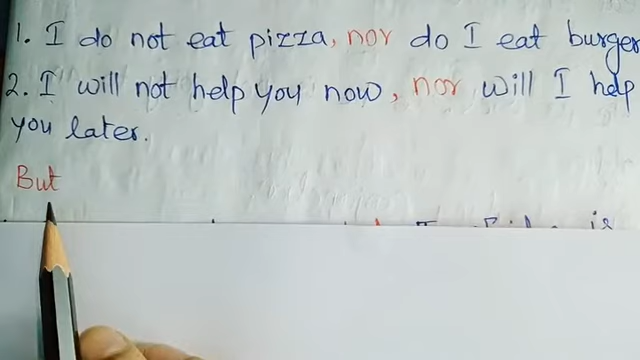 1. I do not eat pizza, nor do I eat burger
2. I will not help you now, nor will I help
you later.
But
is